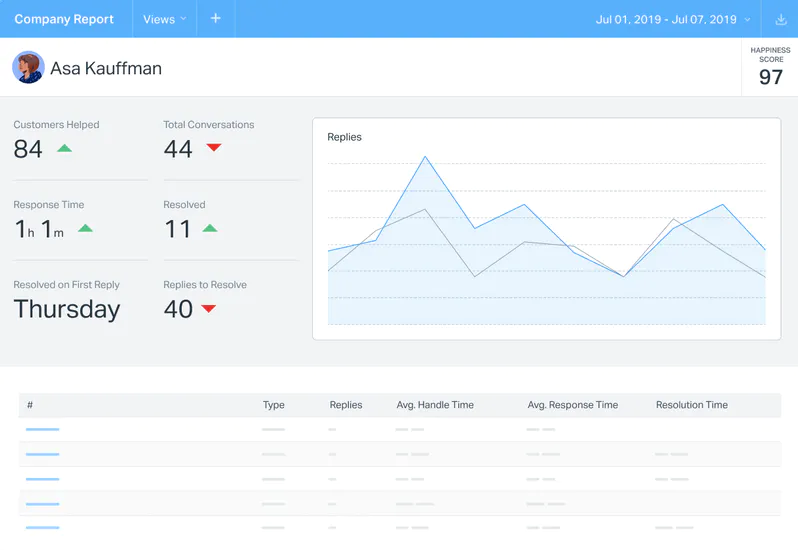 Company Report
Views
+
Jul 01, 2019 - Jul 07, 2019
Asa Kauffman
HAPPINESS
SCORE
97
Customers Helped
84
Total Conversations
44
Response Time
1h 1m
Resolved
11
Resolved on First Reply
Thursday
Replies to Resolve
40
Replies
# Type Replies Avg. Handle Time Avg. Response Time Resolution Time